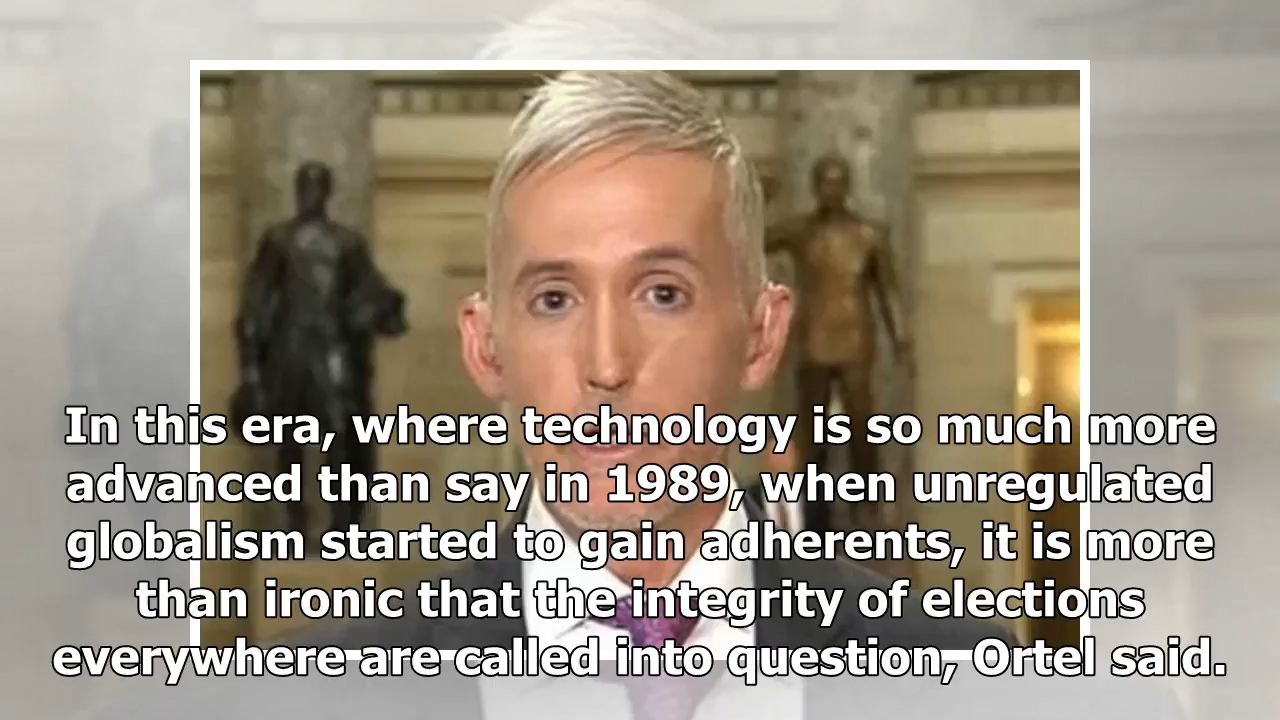 In this era, where technology is so much more
advanced than say in 1989, when unregulated
globalism started to gain adherents, it is more
than ironic that the integrity of elections
everywhere are called into question, Ortel said.